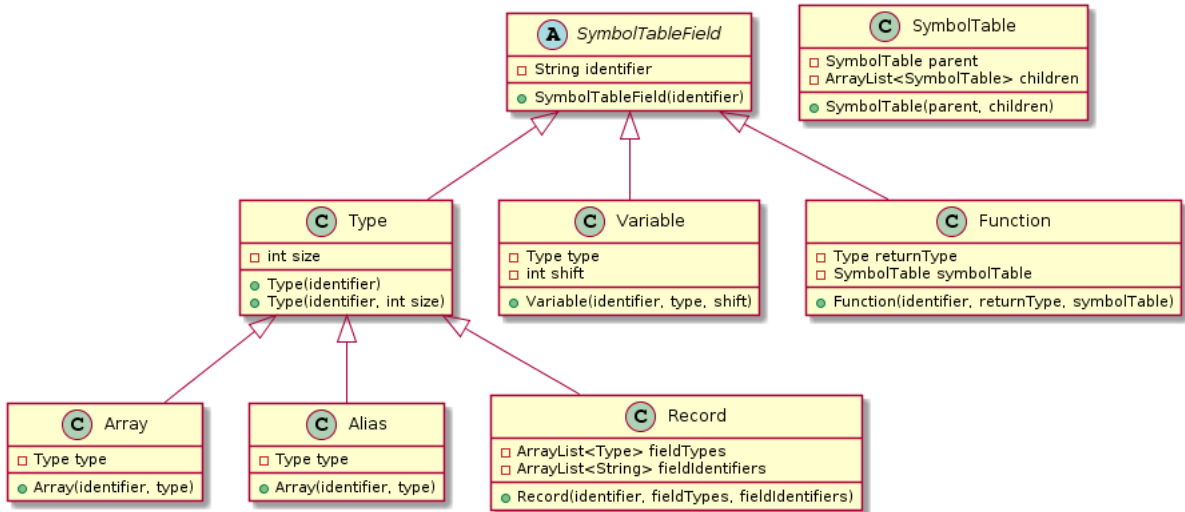 A SymbolTableField
String identifier
SymbolTableField(identifier)
C SymbolTable
SymbolTable parent
ArrayList<SymbolTable> children
SymbolTable(parent, children)
C Type
int size
Type(identifier)
Type(identifier, int size)
C Variable
Type type
int shift
Variable(identifier, type, shift)
C Function
Type returnType
SymbolTable symbolTable
Function(identifier, returnType, symbolTable)
C Array
Type type
Array(identifier, type)
C Alias
Type type
Array(identifier, type)
C Record
ArrayList<Type> fieldTypes
ArrayList<String> fieldIdentifiers
Record(identifier, fieldTypes, fieldIdentifiers)